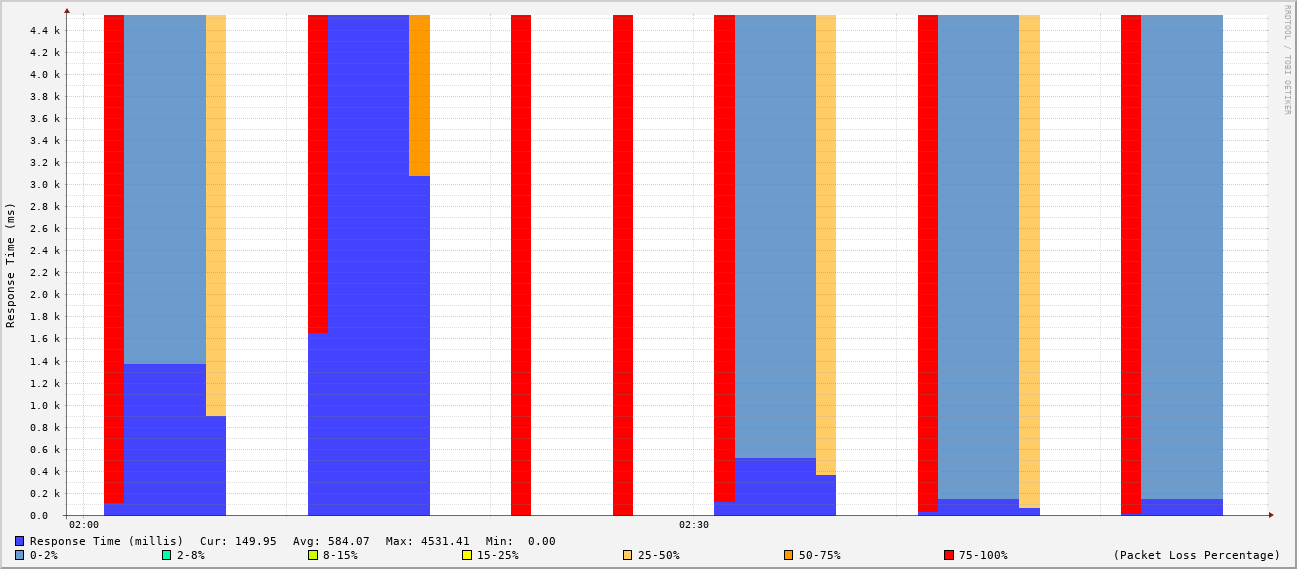 RRDTOOL / TOBI OETIKER
Response Time (ms)
4.4 k
4.2 k
4.0 k
3.8 k
3.6 k
3.4 k
3.2 k
3.0 k
2.8 k
2.6 k
2.4 k
2.2 k
2.0 k
1.8 k
1.6 k
1.4 k
1.2 k
1.0 k
0.8 k
0.6 k
0.4 k
0.2 k
0.0
02:00 02:30
Response Time (millis) Cur: 149.95 Avg: 584.07 Max: 4531.41 Min: 0.00
0-2% 2-8% 8-15% 15-25% 25-50% 50-75% 75-100% (Packet Loss Percentage)